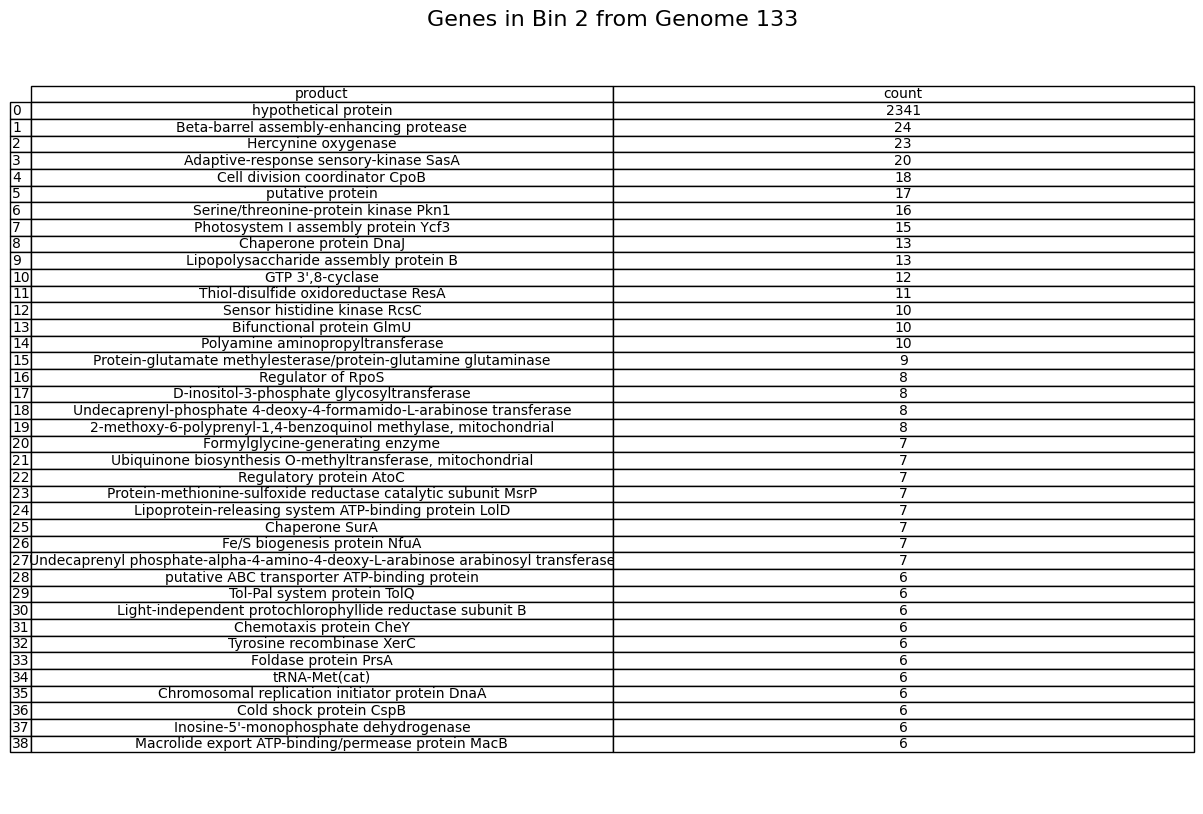 Genes in Bin 2 from Genome 133
product count
0 hypothetical protein 2341
1 Beta-barrel assembly-enhancing protease 24
2 Hercynine oxygenase 23
3 Adaptive-response sensory-kinase SasA 20
4 Cell division coordinator CpoB 18
5 putative protein 17
6 Serine/threonine-protein kinase Pkn1 16
7 Photosystem I assembly protein Ycf3 15
8 Chaperone protein DnaJ 13
9 Lipopolysaccharide assembly protein B 13
10 GTP 3',8-cyclase 12
11 Thiol-disulfide oxidoreductase ResA 11
12 Sensor histidine kinase RcsC 10
13 Bifunctional protein GlmU 10
14 Polyamine aminopropyltransferase 10
15 Protein-glutamate methylesterase/protein-glutamine glutaminase 9
16 Regulator of RpoS 8
17 D-inositol-3-phosphate glycosyltransferase 8
18 Undecaprenyl-phosphate 4-deoxy-4-formamido-L-arabinose transferase 8
19 2-methoxy-6-polyprenyl-1,4-benzoquinol methylase, mitochondrial 8
20 Formylglycine-generating enzyme 7
21 Ubiquinone biosynthesis O-methyltransferase, mitochondrial 7
22 Regulatory protein AtoC 7
23 Protein-methionine-sulfoxide reductase catalytic subunit MsrP 7
24 Lipoprotein-releasing system ATP-binding protein LolD 7
25 Chaperone SurA 7
26 Fe/S biogenesis protein NfuA 7
27 Undecaprenyl phosphate-alpha-4-amino-4-deoxy-L-arabinose arabinosyl transferase 7
28 putative ABC transporter ATP-binding protein 6
29 Tol-Pal system protein TolQ 6
30 Light-independent protochlorophyllide reductase subunit B 6
31 Chemotaxis protein CheY 6
32 Tyrosine recombinase XerC 6
33 Foldase protein PrsA 6
34 tRNA-Met(cat) 6
35 Chromosomal replication initiator protein DnaA 6
36 Cold shock protein CspB 6
37 Inosine-5'-monophosphate dehydrogenase 6
38 Macrolide export ATP-binding/permease protein MacB 6